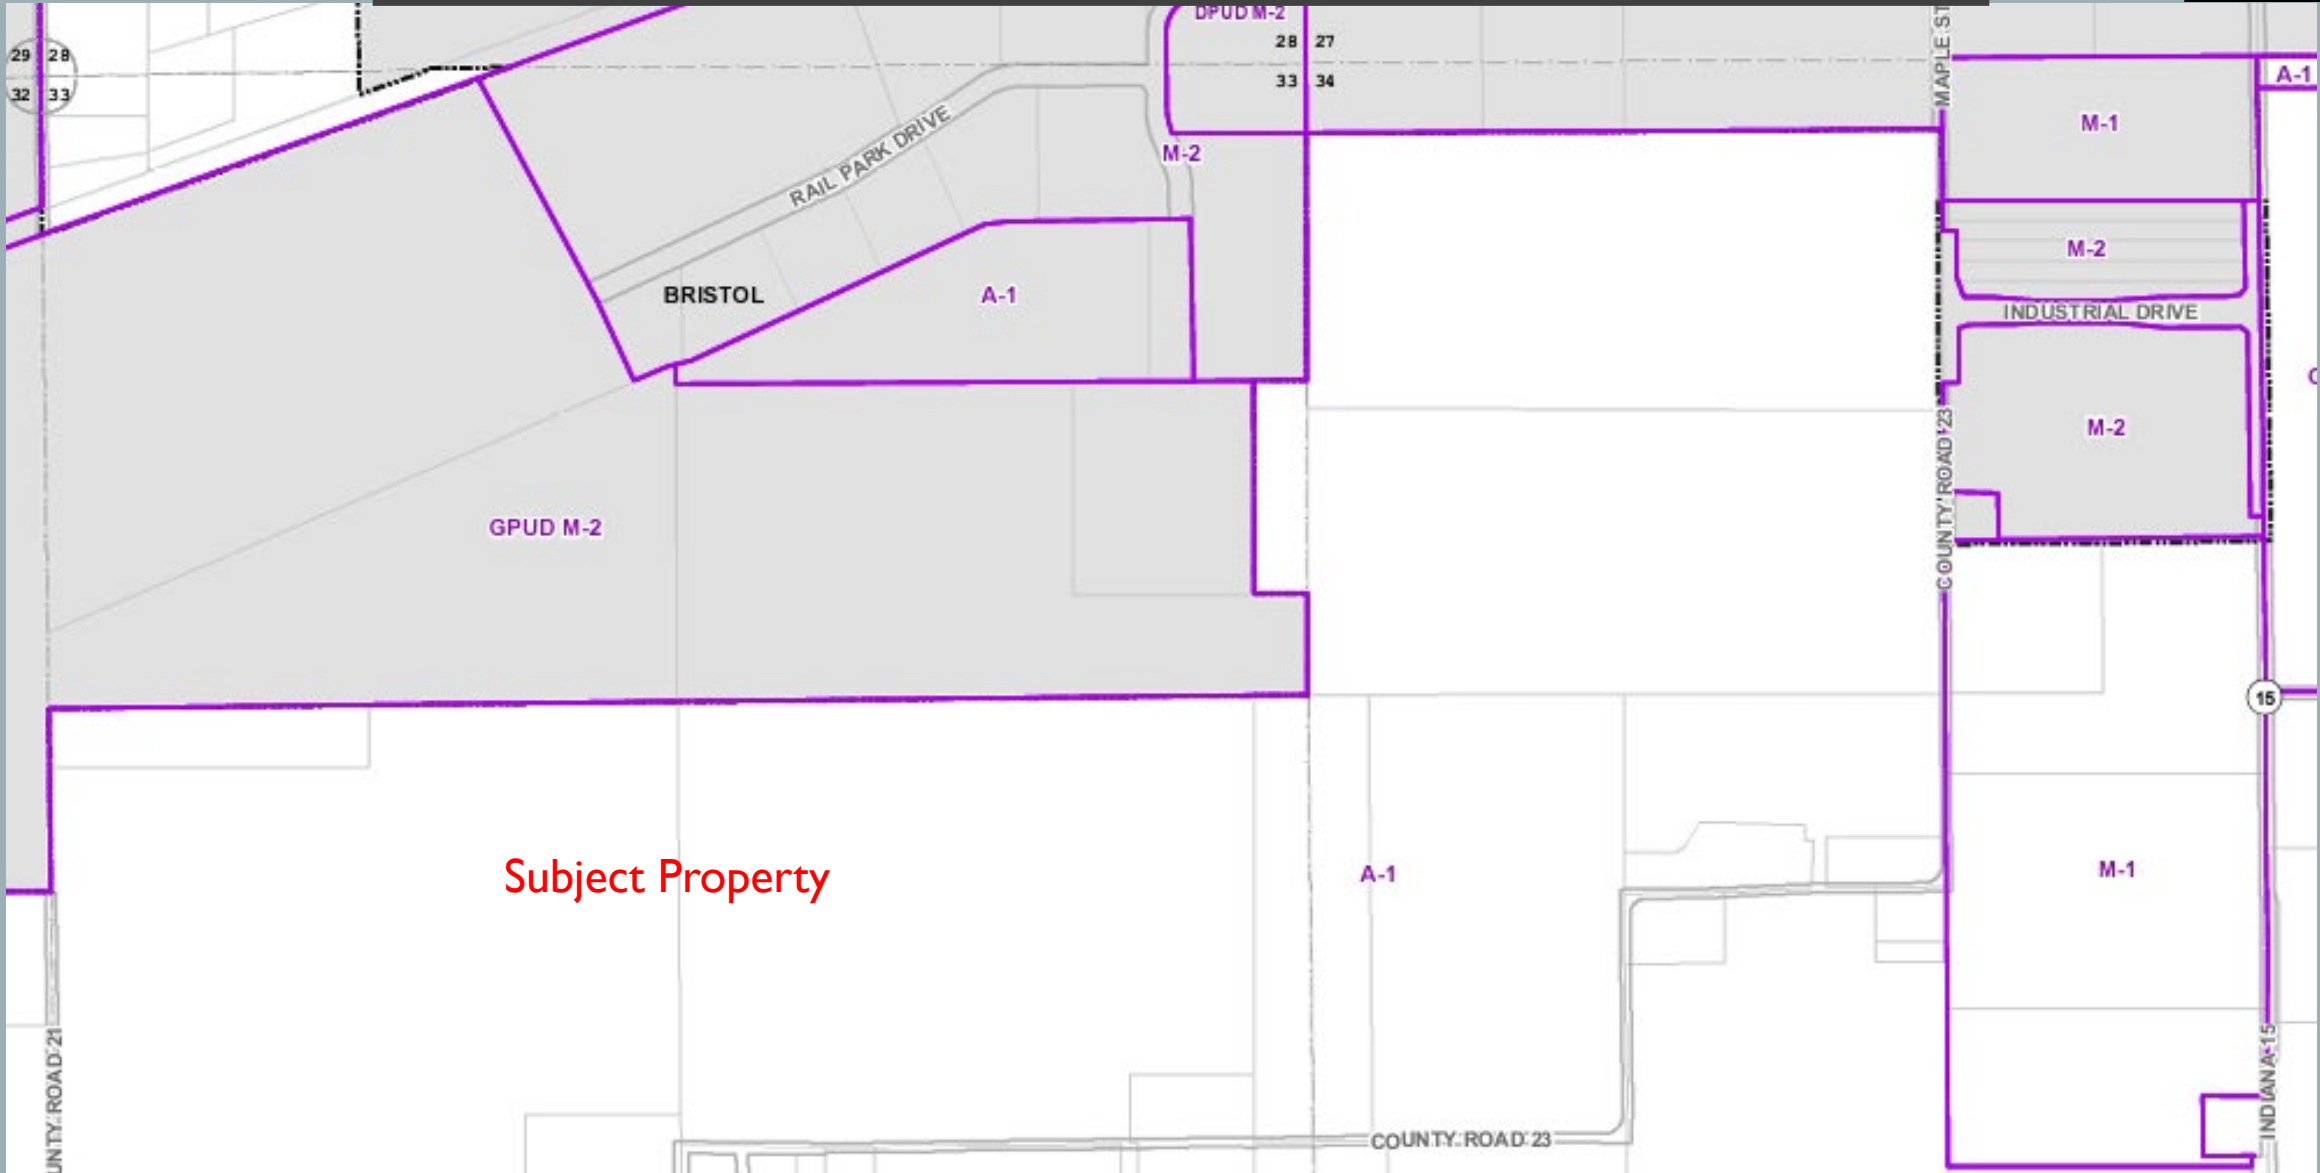 DPUD M-2
29 28
32 33
28 27
33 34
MAPLE ST
A-1
M-1
RAIL PARK DRIVE
M-2
M-2
BRISTOL
A-1
INDUSTRIAL DRIVE
M-2
COUNTY ROAD 23
GPUD M-2
15
Subject Property
A-1
M-1
UNTY ROAD 21
COUNTY ROAD 23
INDIANA 15